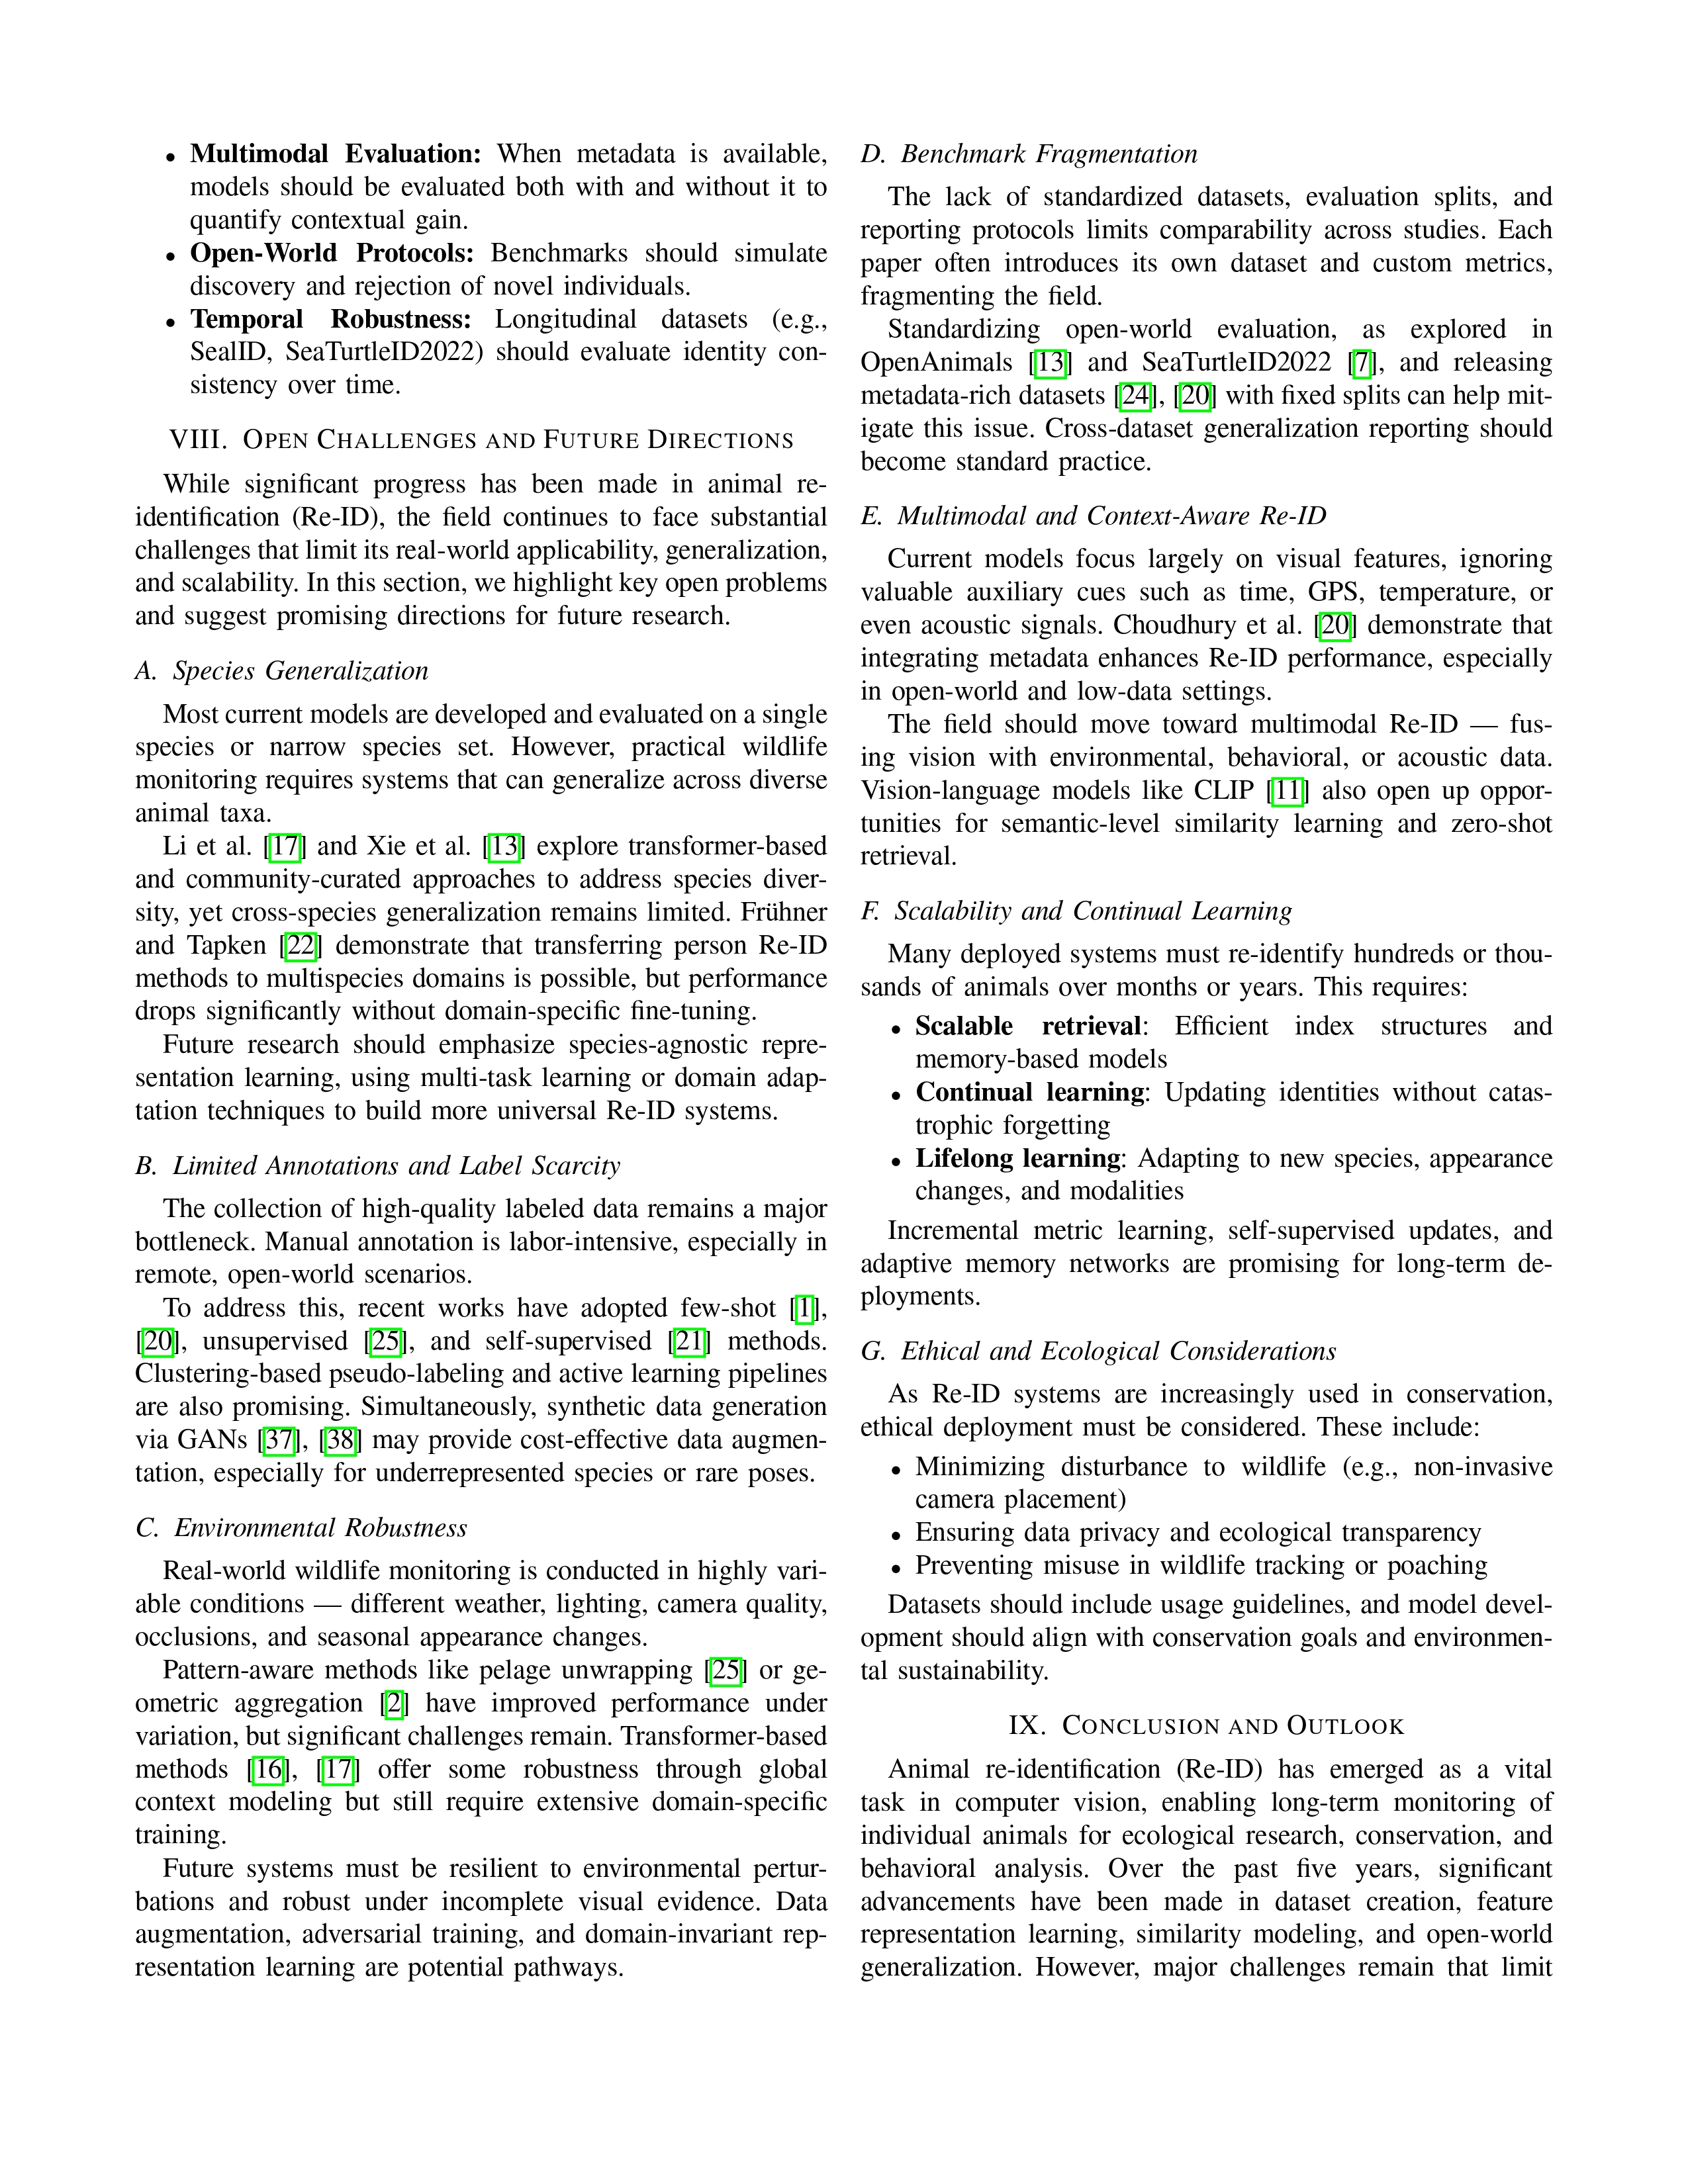 • Multimodal Evaluation: When metadata is available,
models should be evaluated both with and without it to
quantify contextual gain.
• Open-World Protocols: Benchmarks should simulate
discovery and rejection of novel individuals.
• Temporal Robustness: Longitudinal datasets (e.g.,
SealID, SeaTurtleID2022) should evaluate identity con-
sistency over time.
VIII. OPEN CHALLENGES AND FUTURE DIRECTIONS
While significant progress has been made in animal re-
identification (Re-ID), the field continues to face substantial
challenges that limit its real-world applicability, generalization,
and scalability. In this section, we highlight key open problems
and suggest promising directions for future research.
A. Species Generalization
Most current models are developed and evaluated on a single
species or narrow species set. However, practical wildlife
monitoring requires systems that can generalize across diverse
animal taxa.
Li et al. [17] and Xie et al. [13] explore transformer-based
and community-curated approaches to address species diver-
sity, yet cross-species generalization remains limited. Frühner
and Tapken [22] demonstrate that transferring person Re-ID
methods to multispecies domains is possible, but performance
drops significantly without domain-specific fine-tuning.
Future research should emphasize species-agnostic repre-
sentation learning, using multi-task learning or domain adap-
tation techniques to build more universal Re-ID systems.
B. Limited Annotations and Label Scarcity
The collection of high-quality labeled data remains a major
bottleneck. Manual annotation is labor-intensive, especially in
remote, open-world scenarios.
To address this, recent works have adopted few-shot [1],
[20], unsupervised [25], and self-supervised [21] methods.
Clustering-based pseudo-labeling and active learning pipelines
are also promising. Simultaneously, synthetic data generation
via GANs [37], [38] may provide cost-effective data augmen-
tation, especially for underrepresented species or rare poses.
C. Environmental Robustness
Real-world wildlife monitoring is conducted in highly vari-
able conditions — different weather, lighting, camera quality,
occlusions, and seasonal appearance changes.
Pattern-aware methods like pelage unwrapping [25] or ge-
ometric aggregation [2] have improved performance under
variation, but significant challenges remain. Transformer-based
methods [16], [17] offer some robustness through global
context modeling but still require extensive domain-specific
training.
Future systems must be resilient to environmental pertur-
bations and robust under incomplete visual evidence. Data
augmentation, adversarial training, and domain-invariant rep-
resentation learning are potential pathways.
D. Benchmark Fragmentation
The lack of standardized datasets, evaluation splits, and
reporting protocols limits comparability across studies. Each
paper often introduces its own dataset and custom metrics,
fragmenting the field.
Standardizing open-world evaluation, as explored in
OpenAnimals [13] and SeaTurtleID2022 [7], and releasing
metadata-rich datasets [24], [20] with fixed splits can help mit-
igate this issue. Cross-dataset generalization reporting should
become standard practice.
E. Multimodal and Context-Aware Re-ID
Current models focus largely on visual features, ignoring
valuable auxiliary cues such as time, GPS, temperature, or
even acoustic signals. Choudhury et al. [20] demonstrate that
integrating metadata enhances Re-ID performance, especially
in open-world and low-data settings.
The field should move toward multimodal Re-ID — fus-
ing vision with environmental, behavioral, or acoustic data.
Vision-language models like CLIP [11] also open up oppor-
tunities for semantic-level similarity learning and zero-shot
retrieval.
F. Scalability and Continual Learning
Many deployed systems must re-identify hundreds or thou-
sands of animals over months or years. This requires:
• Scalable retrieval: Efficient index structures and
memory-based models
• Continual learning: Updating identities without catas-
trophic forgetting
• Lifelong learning: Adapting to new species, appearance
changes, and modalities
Incremental metric learning, self-supervised updates, and
adaptive memory networks are promising for long-term de-
ployments.
G. Ethical and Ecological Considerations
As Re-ID systems are increasingly used in conservation,
ethical deployment must be considered. These include:
• Minimizing disturbance to wildlife (e.g., non-invasive
camera placement)
• Ensuring data privacy and ecological transparency
• Preventing misuse in wildlife tracking or poaching
Datasets should include usage guidelines, and model devel-
opment should align with conservation goals and environmen-
tal sustainability.
IX. CONCLUSION AND OUTLOOK
Animal re-identification (Re-ID) has emerged as a vital
task in computer vision, enabling long-term monitoring of
individual animals for ecological research, conservation, and
behavioral analysis. Over the past five years, significant
advancements have been made in dataset creation, feature
representation learning, similarity modeling, and open-world
generalization. However, major challenges remain that limit